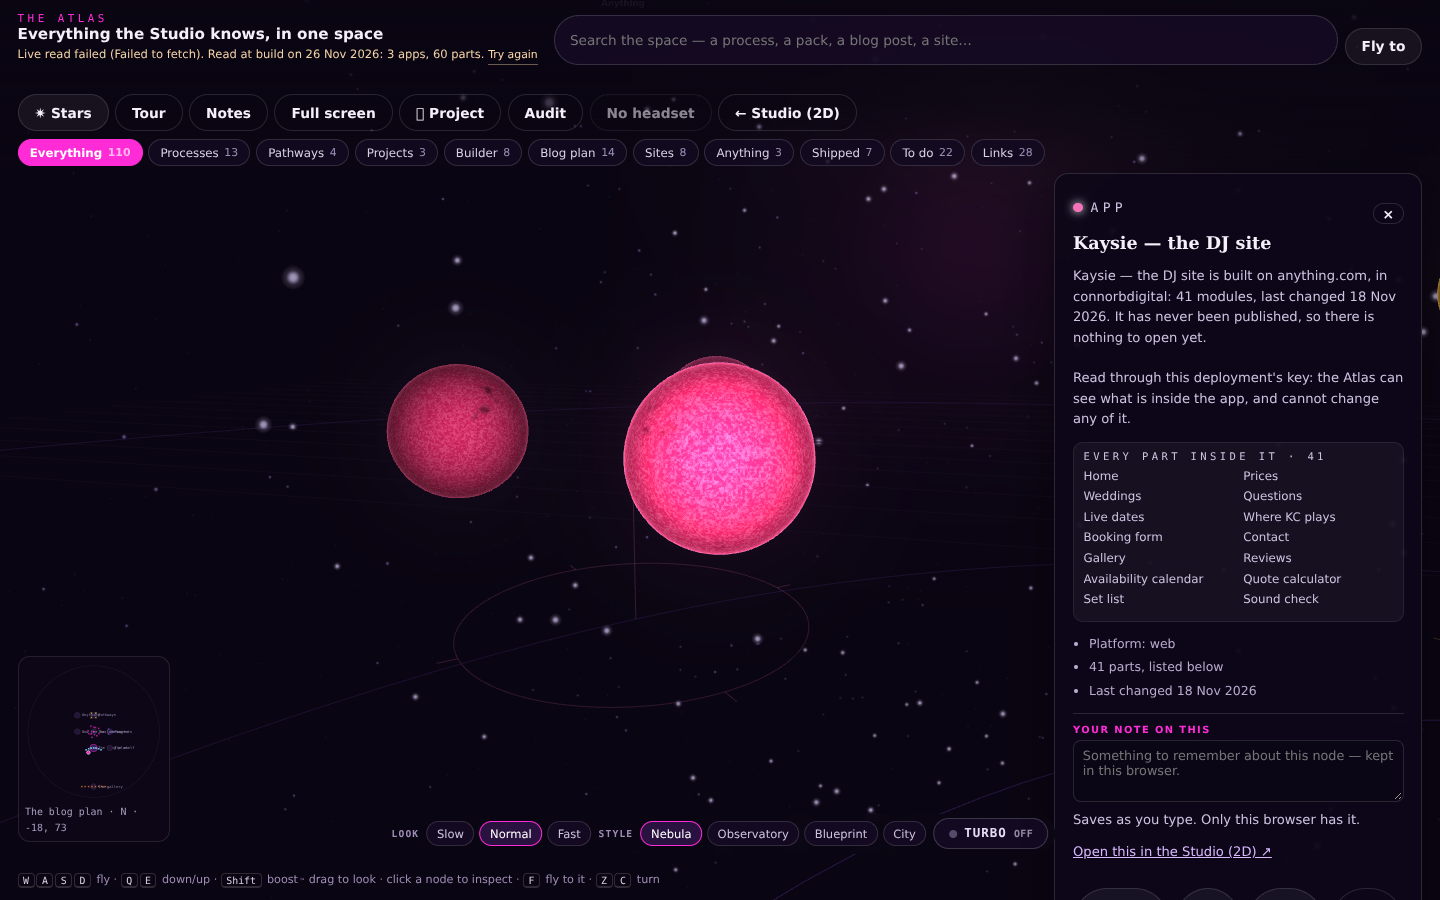 THE ATLAS
Everything the Studio knows, in one space
Live read failed (Failed to fetch). Read at build on 26 Nov 2026: 3 apps, 60 parts. Try again
Anything
Search the space — a process, a pack, a blog post, a site…
Fly to
✷ Stars
Tour
Notes
Full screen
Project
Audit
No headset
← Studio (2D)
Everything 110
Processes 13
Pathways 4
Projects 3
Builder 8
Blog plan 14
Sites 8
Anything 3
Shipped 7
To do 22
Links 28
APP
×
Kaysie — the DJ site
Kaysie — the DJ site is built on anything.com, in
connorbdigital: 41 modules, last changed 18 Nov
2026. It has never been published, so there is
nothing to open yet.
Read through this deployment's key: the Atlas can
see what is inside the app, and cannot change
any of it.
EVERY PART INSIDE IT · 41
Home Prices
Weddings Questions
Live dates Where KC plays
Booking form Contact
Gallery Reviews
Availability calendar Quote calculator
Set list Sound check
• Platform: web
• 41 parts, listed below
• Last changed 18 Nov 2026
YOUR NOTE ON THIS
Something to remember about this node — kept
in this browser.
Saves as you type. Only this browser has it.
Open this in the Studio (2D) ↗
The blog plan · N ·
-18, 73
LOOK Slow Normal Fast STYLE Nebula Observatory Blueprint City TURBO OFF
W A S D fly · Q E down/up · Shift boost · drag to look · click a node to inspect · F fly to it · Z C turn